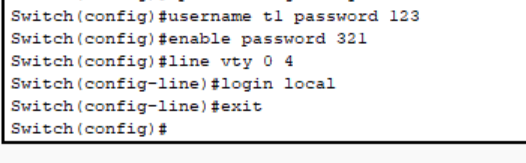 Switch(config)#username t1 password 123
Switch(config)#enable password 321
Switch(config)#line vty 0 4
Switch(config-line)#login local
Switch(config-line)#exit
Switch(config)#